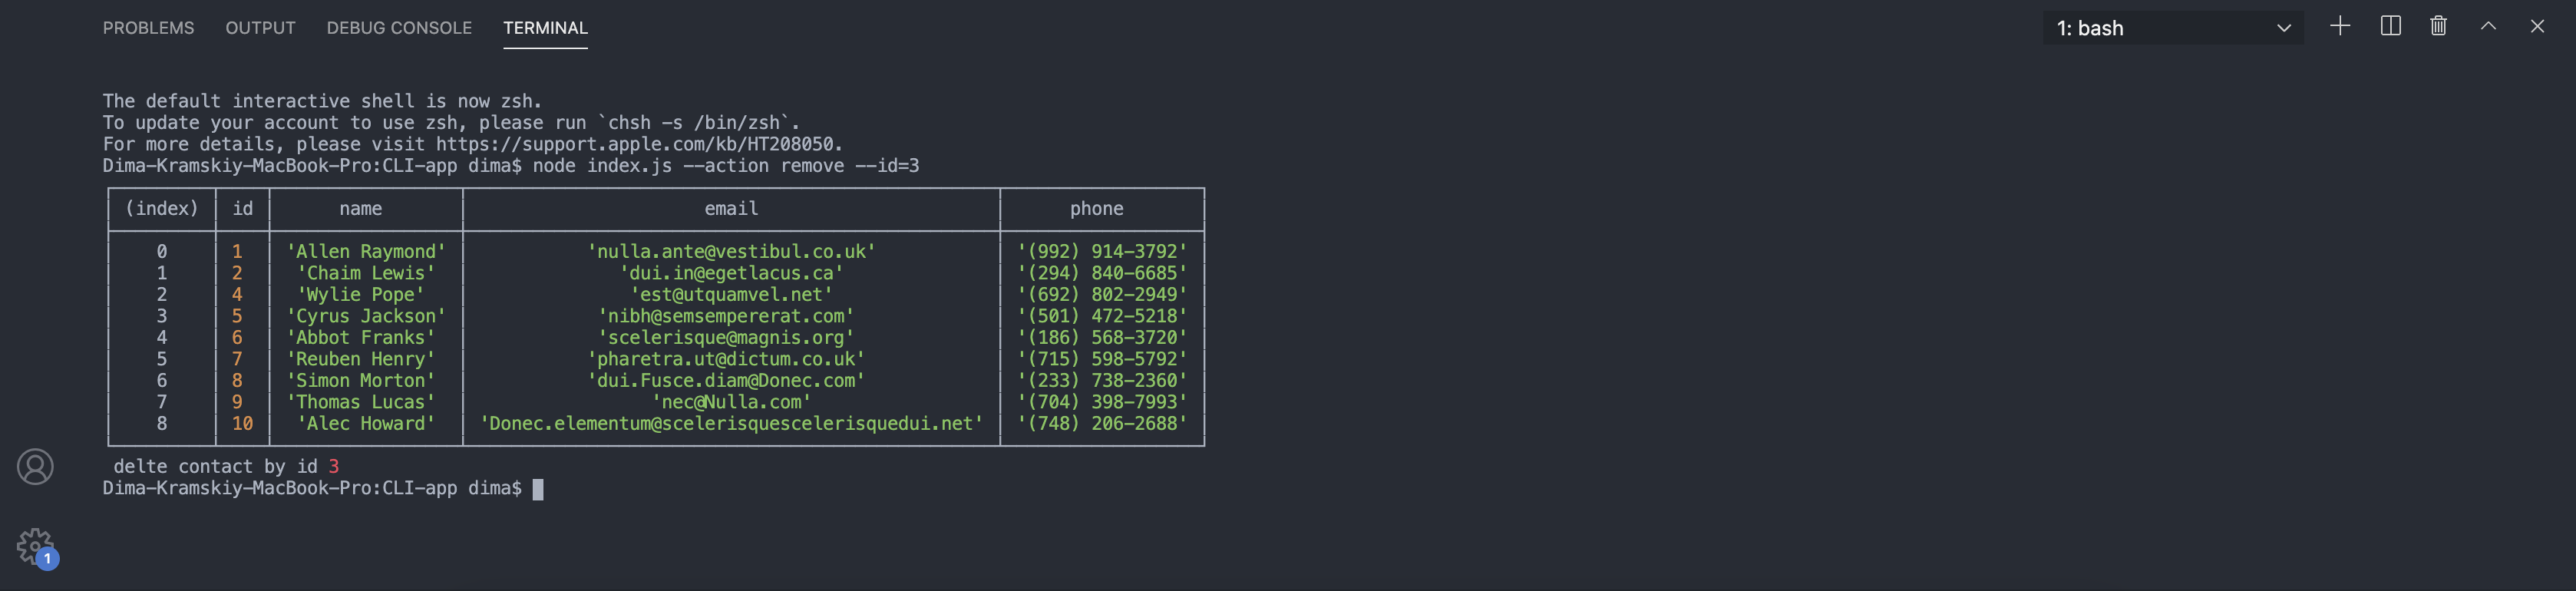 PROBLEMS OUTPUT DEBUG CONSOLE TERMINAL 1: bash
The default interactive shell is now zsh.
To update your account to use zsh, please run `chsh -s /bin/zsh`.
For more details, please visit https://support.apple.com/kb/HT208050.
Dima-Kramskiy-MacBook-Pro:CLI-app dima$ node index.js --action remove --id=3
(index) id name email phone
0 1 'Allen Raymond' 'nulla.ante@vestibul.co.uk' '(992) 914-3792'
1 2 'Chaim Lewis' 'dui.in@egetlacus.ca' '(294) 840-6685'
2 4 'Wylie Pope' 'est@utquamvel.net' '(692) 802-2949'
3 5 'Cyrus Jackson' 'nibh@semsempererat.com' '(501) 472-5218'
4 6 'Abbot Franks' 'scelerisque@magnis.org' '(186) 568-3720'
5 7 'Reuben Henry' 'pharetra.ut@dictum.co.uk' '(715) 598-5792'
6 8 'Simon Morton' 'dui.Fusce.diam@Donec.com' '(233) 738-2360'
7 9 'Thomas Lucas' 'nec@Nulla.com' '(704) 398-7993'
8 10 'Alec Howard' 'Donec.elementum@scelerisquescelerisquedui.net' '(748) 206-2688'
delte contact by id 3
Dima-Kramskiy-MacBook-Pro:CLI-app dima$
1